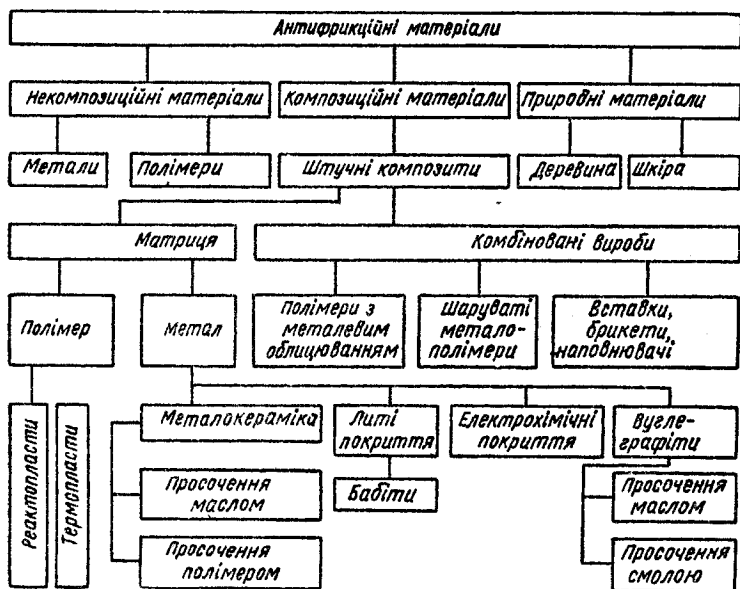 Антифрикційні матеріали
Некомпозиційні матеріали
Композиційні матеріали
Природні матеріали
Метали
Полімери
Штучні композити
Деревина
Шкіра
Матриця
Комбіновані вироби
Полімер
метал
Полімери з
металевим
облицюванням
Шаруваті
метало-
полімери
Вставки,
брикети,
наповнювачі
Реактопласти
Термопласти
Металокераміка
Литі
покриття
Електрохімічні
покриття
Вугле-
графіти
Просочення
маслом
Бабіти
Просочення
маслом
Просочення
полімером
Просочення
смолою